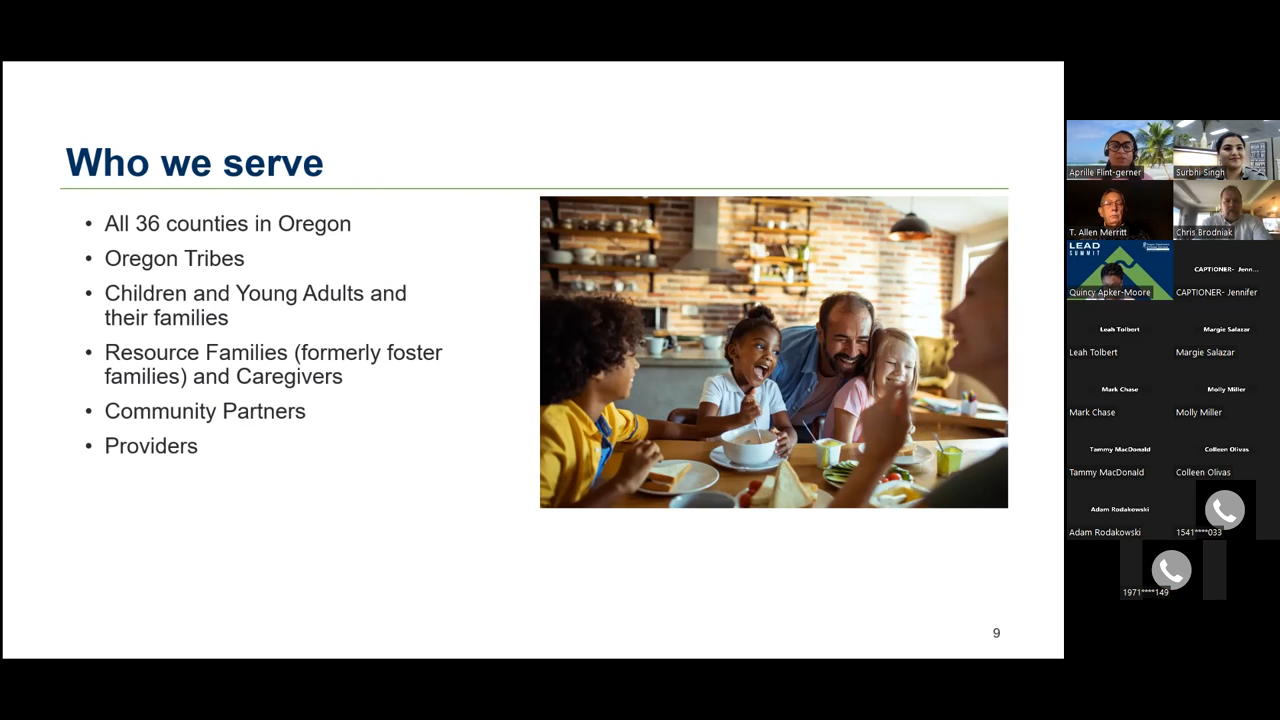 Who we serve
• All 36 counties in Oregon
• Oregon Tribes
• Children and Young Adults and
their families
• Resource Families (formerly foster
families) and Caregivers
• Community Partners
• Providers
9
Aprille Flint-gerner
Surbhi Singh
T. Allen Merritt
Chris Brodniak
LEAD
SUMMIT
Quincy Apker-Moore
CAPTIONER- Jenn...
CAPTIONER- Jennifer
Leah Tolbert
Leah Tolbert
Margie Salazar
Margie Salazar
Mark Chase
Mark Chase
Molly Miller
Molly Miller
Tammy MacDonald
Tammy MacDonald
Colleen Olivas
Colleen Olivas
Adam Rodakowski
Adam Rodakowski
1541****033
1971****149